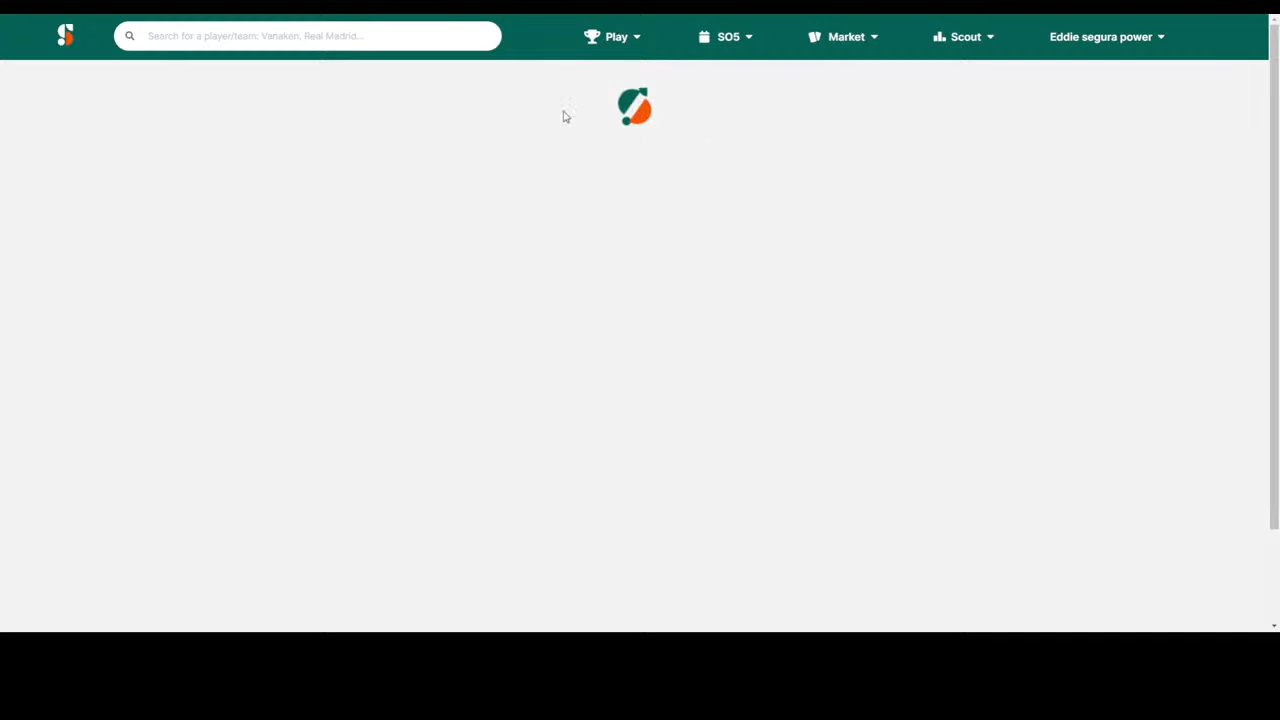 Search for a player/team: Vanaken, Real Madrid...
Play
SO5
Market
Scout
Eddie segura power